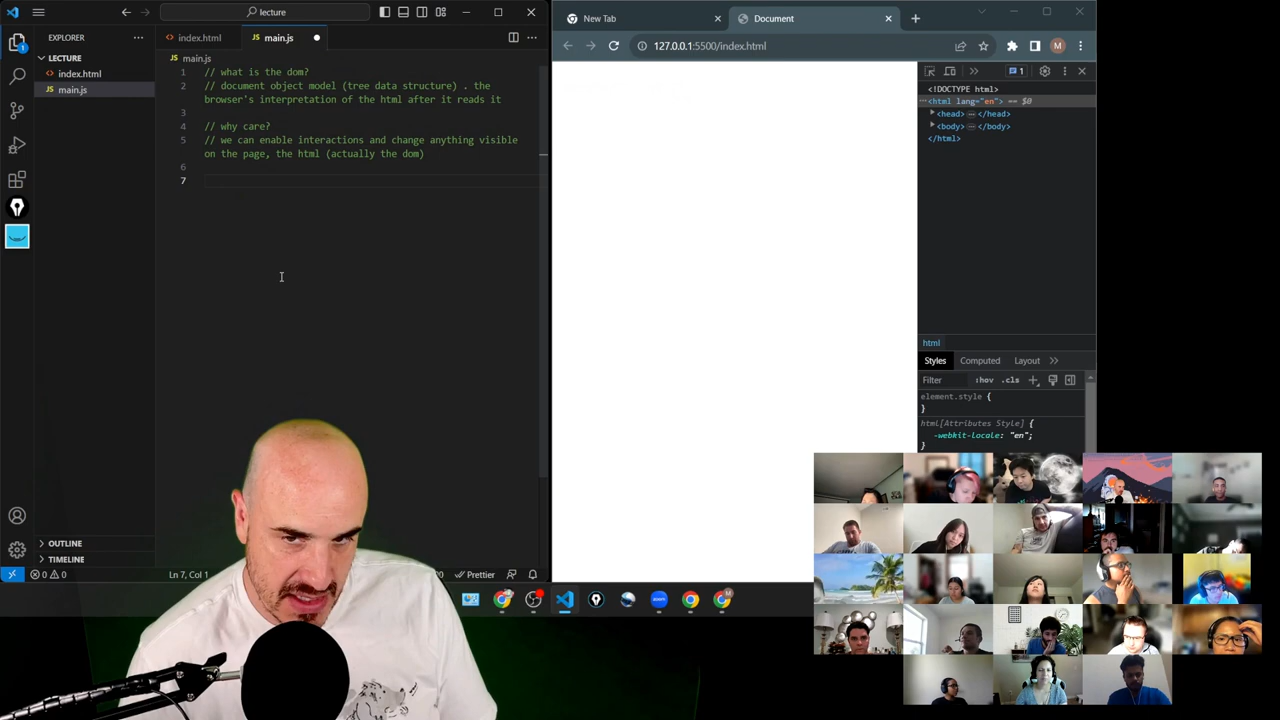 lecture
EXPLORER
LECTURE
index.html
main.js
index.html
main.js
main.js
1 // what is the dom?
2 // document object model (tree data structure) . the
browser's interpretation of the html after it reads it
3
4 // why care?
5 // we can enable interactions and change anything visible
on the page, the html (actually the dom)
6
7
OUTLINE
TIMELINE
0 0
Ln 7, Col 1
Prettier
New Tab
Document
127.0.0.1:5500/index.html
M
1
<!DOCTYPE html>
<html lang="en"> == $0
<head> </head>
<body> </body>
</html>
html
Styles Computed Layout
Filter :hov .cls
element.style {
}
html[Attributes Style] {
-webkit-locale: "en";
}
zoom